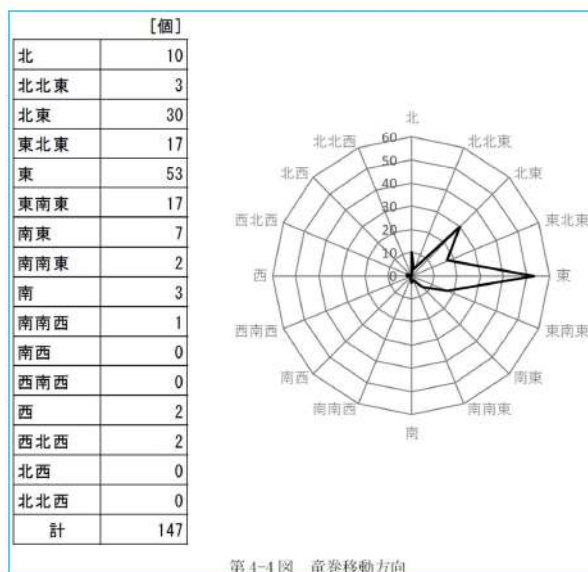 [個]
北 10
北北東 3
北東 30
東北東 17
東 53
東南東 17
南東 7
南南東 2
南 3
南南西 1
南西 0
西南西 0
西 2
西北西 2
北西 0
北北西 0
計 147
北
北北東
北東
東北東
東
東南東
南東
南南東
南
南南西
南西
西南西
西
西北西
北西
北北西
60
50
40
30
20
10
0
第 4-4 図 竜巻移動方向